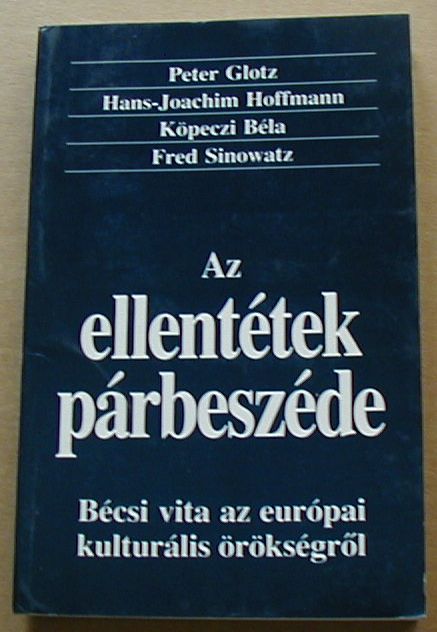 Peter Glotz
Hans-Joachim Hoffmann
Köpeczi Béla
Fred Sinowatz
Az
ellentétek
párbeszéde
Bécsi vita az európai
kulturális örökségről